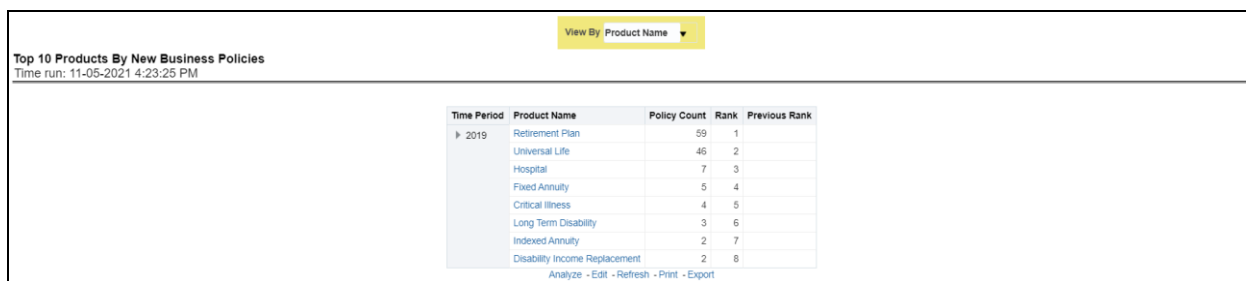 View By Product Name
Top 10 Products By New Business Policies
Time run: 11-05-2021 4:23:25 PM
Time Period Product Name Policy Count Rank Previous Rank
2019 Retirement Plan 59 1
Universal Life 46 2
Hospital 7 3
Fixed Annuity 5 4
Critical Illness 4 5
Long Term Disability 3 6
Indexed Annuity 2 7
Disability Income Replacement 2 8
Analyze - Edit - Refresh - Print - Export